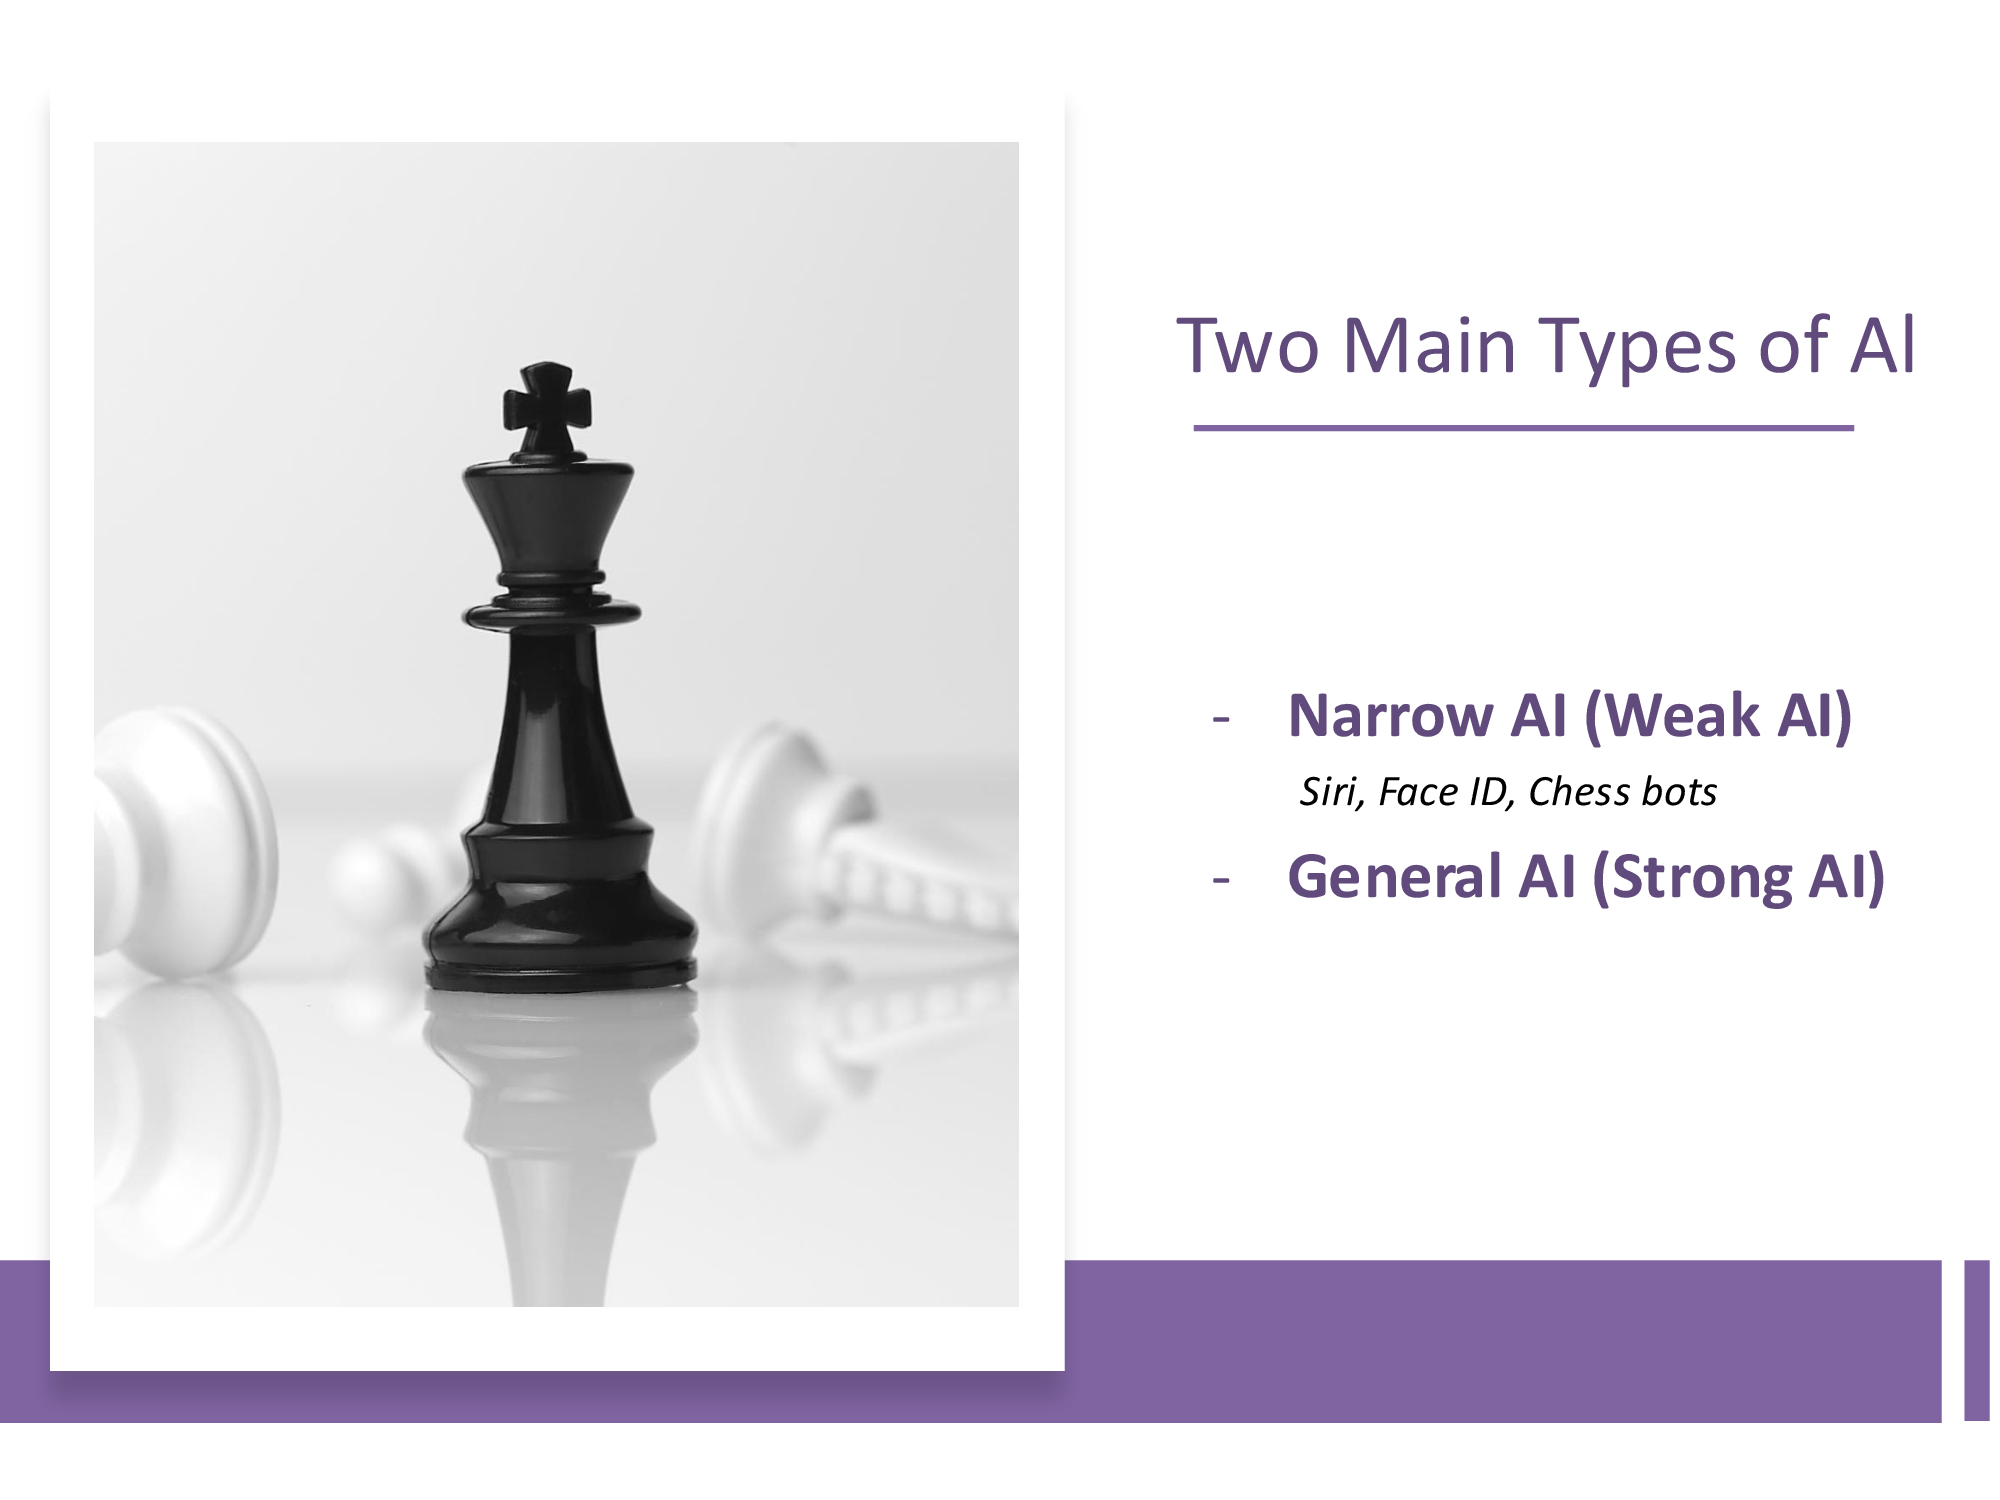 Two Main Types of AI
- Narrow AI (Weak AI)
Siri, Face ID, Chess bots
- General AI (Strong AI)